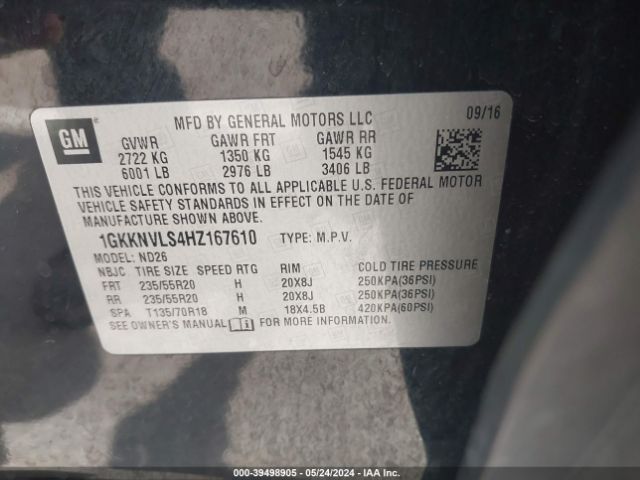 GM
MFD BY GENERAL MOTORS LLC 09/16
GVWR GAWR FRT GAWR RR
2722 KG 1350 KG 1545 KG
6001 LB 2976 LB 3406 LB
THIS VEHICLE CONFORMS TO ALL APPLICABLE U.S. FEDERAL MOTOR
VEHICLE SAFETY STANDARDS IN EFFECT ON THE DATE OF
MANUFACTURE SHOWN ABOVE.
1GKKNVLS4HZ167610 TYPE: M.P.V.
MODEL: ND26
NBJC TIRE SIZE SPEED RTG RIM COLD TIRE PRESSURE
FRT 235/55R20 H 20X8J 250KPA(36PSI)
RR 235/55R20 H 20X8J 250KPA(36PSI)
SPA T135/70R18 M 18X4.5B 420KPA(60PSI)
SEE OWNER'S MANUAL FOR MORE INFORMATION.
000-39498905 - 05/24/2024 - IAA Inc.